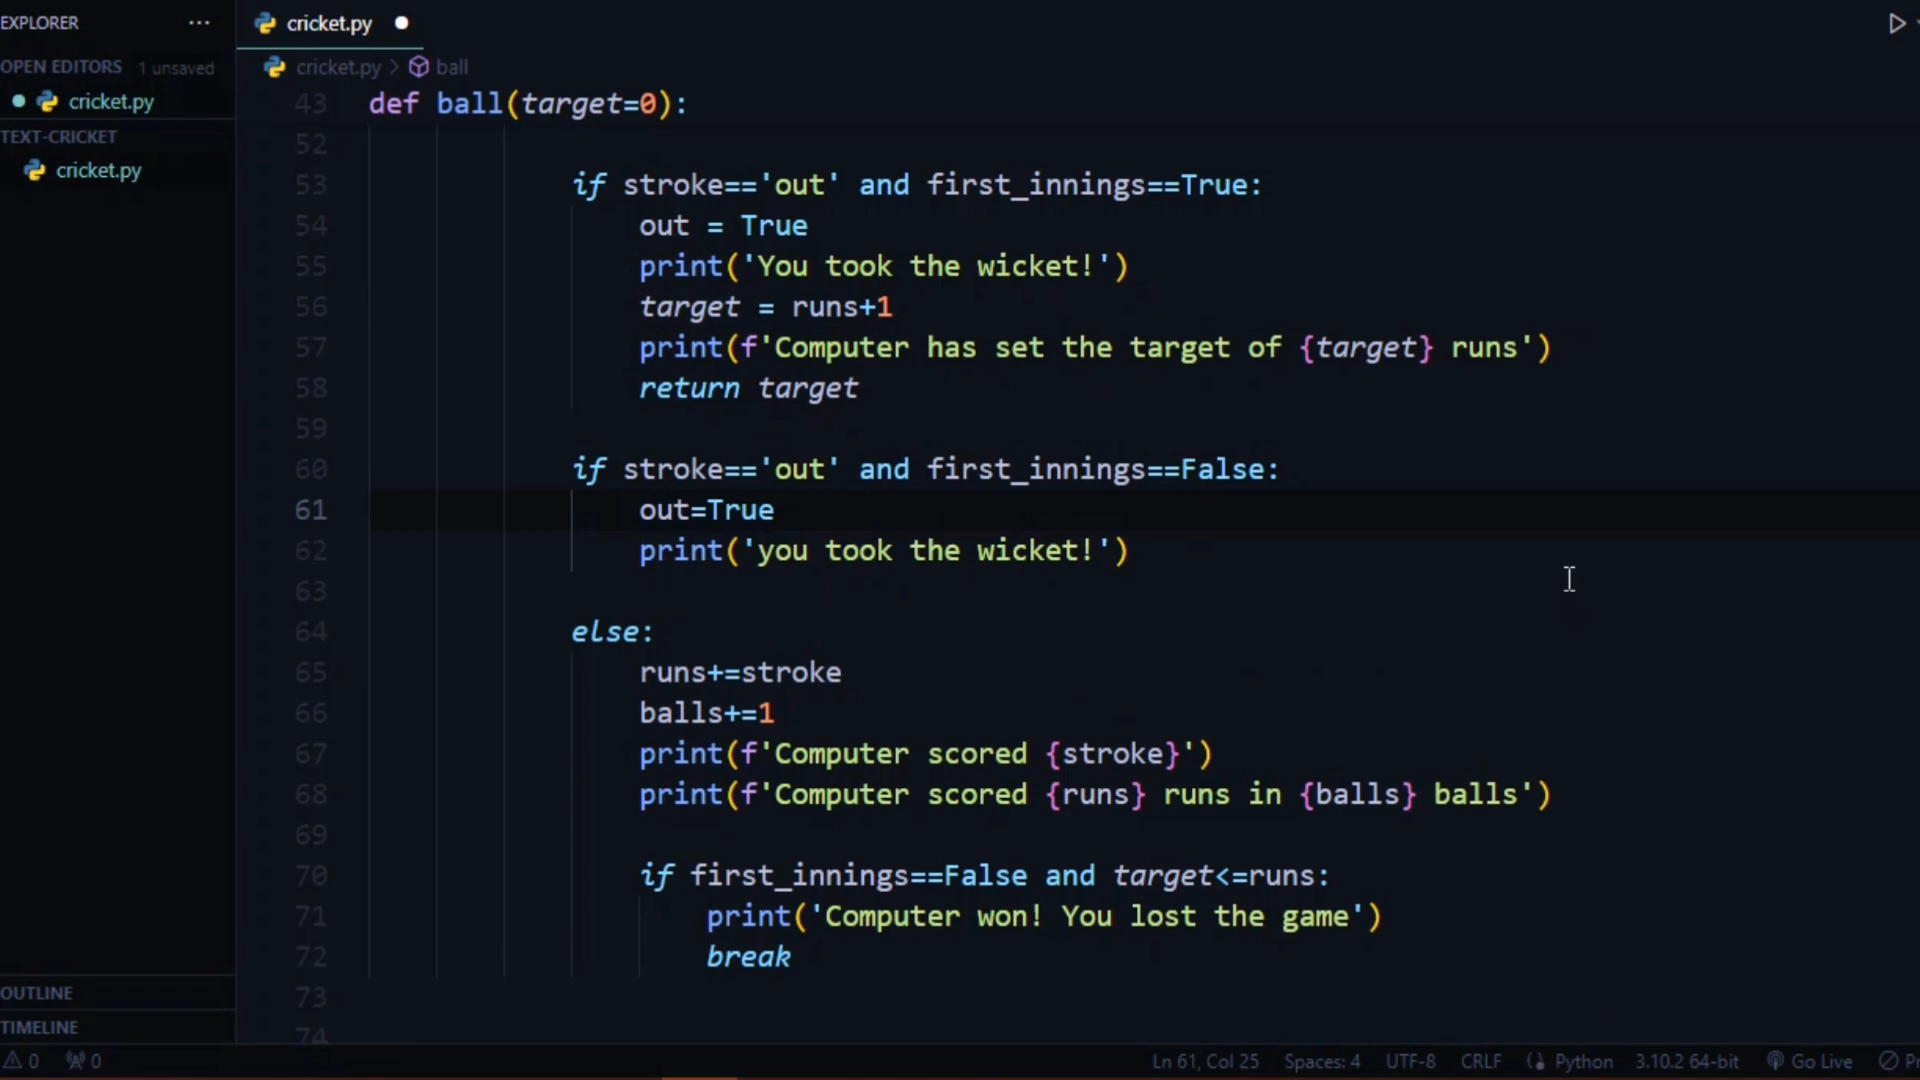 EXPLORER ···
cricket.py
OPEN EDITORS 1 unsaved
cricket.py > ball
cricket.py
TEXT-CRICKET
cricket.py
43 def ball(target=0):
52
53 if stroke=='out' and first_innings==True:
54 out = True
55 print('You took the wicket!')
56 target = runs+1
57 print(f'Computer has set the target of {target} runs')
58 return target
59
60 if stroke=='out' and first_innings==False:
61 out=True
62 print('you took the wicket!')
63
64 else:
65 runs+=stroke
66 balls+=1
67 print(f'Computer scored {stroke}')
68 print(f'Computer scored {runs} runs in {balls} balls')
69
70 if first_innings==False and target<=runs:
71 print('Computer won! You lost the game')
72 break
73
74
OUTLINE
TIMELINE
0 0 Ln 61, Col 25 Spaces: 4 UTF-8 CRLF Python 3.10.2 64-bit Go Live